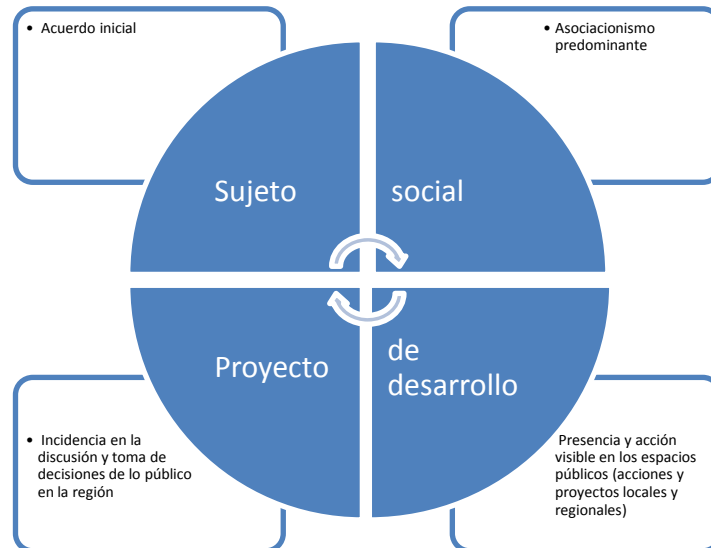 • Acuerdo inicial
• Asociacionismo
predominante
Sujeto
social
Proyecto
de
desarrollo
• Incidencia en la
discusión y toma de
decisiones de lo público
en la región
Presencia y acción
visible en los espacios
públicos (acciones y
proyectos locales y
regionales)